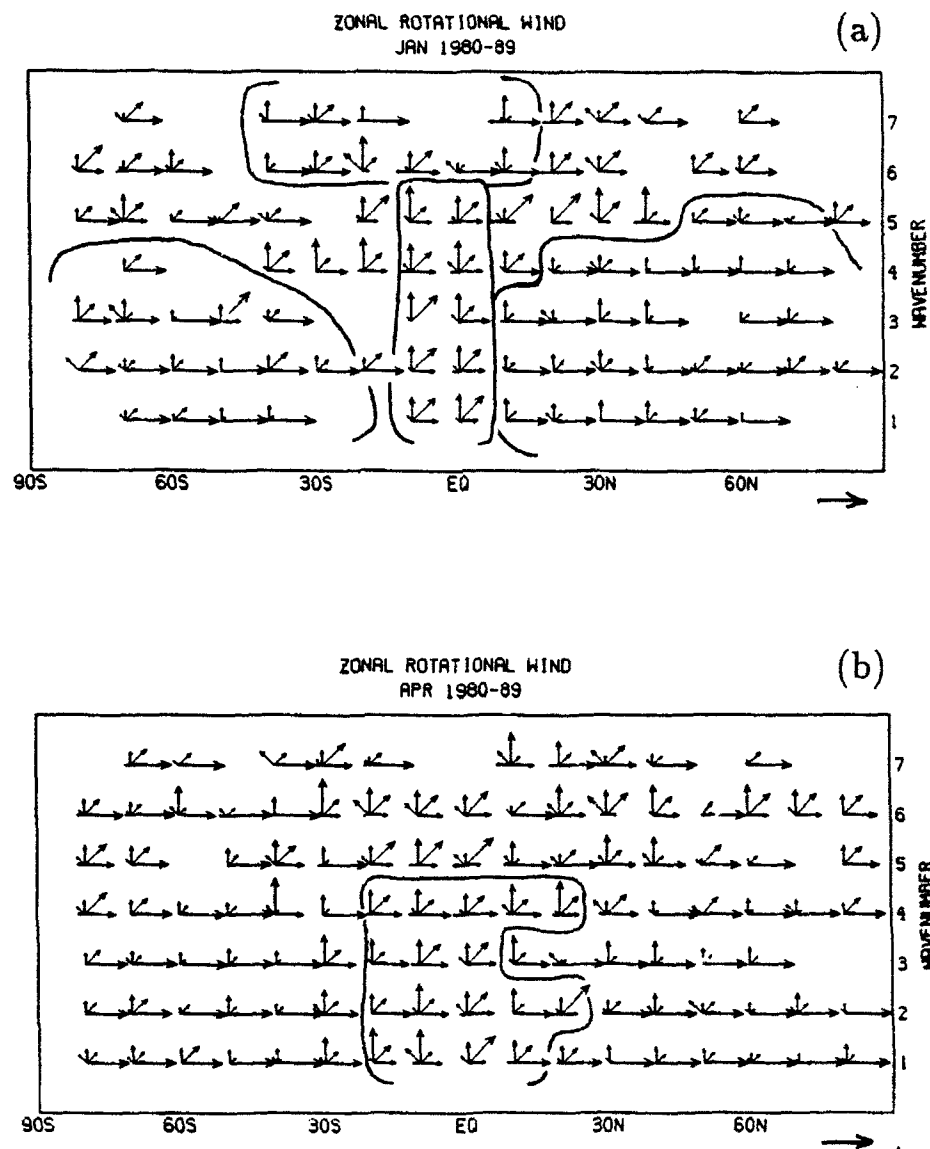 ZONAL ROTATIONAL WIND
JAN 1980-89
(a)
7
6
5
4
3
2
1
WAVENUMBER
90S 60S 30S EQ 30N 60N
ZONAL ROTATIONAL WIND
APR 1980-89
(b)
7
6
5
4
3
2
1
WAVENUMBER
90S 60S 30S EQ 30N 60N